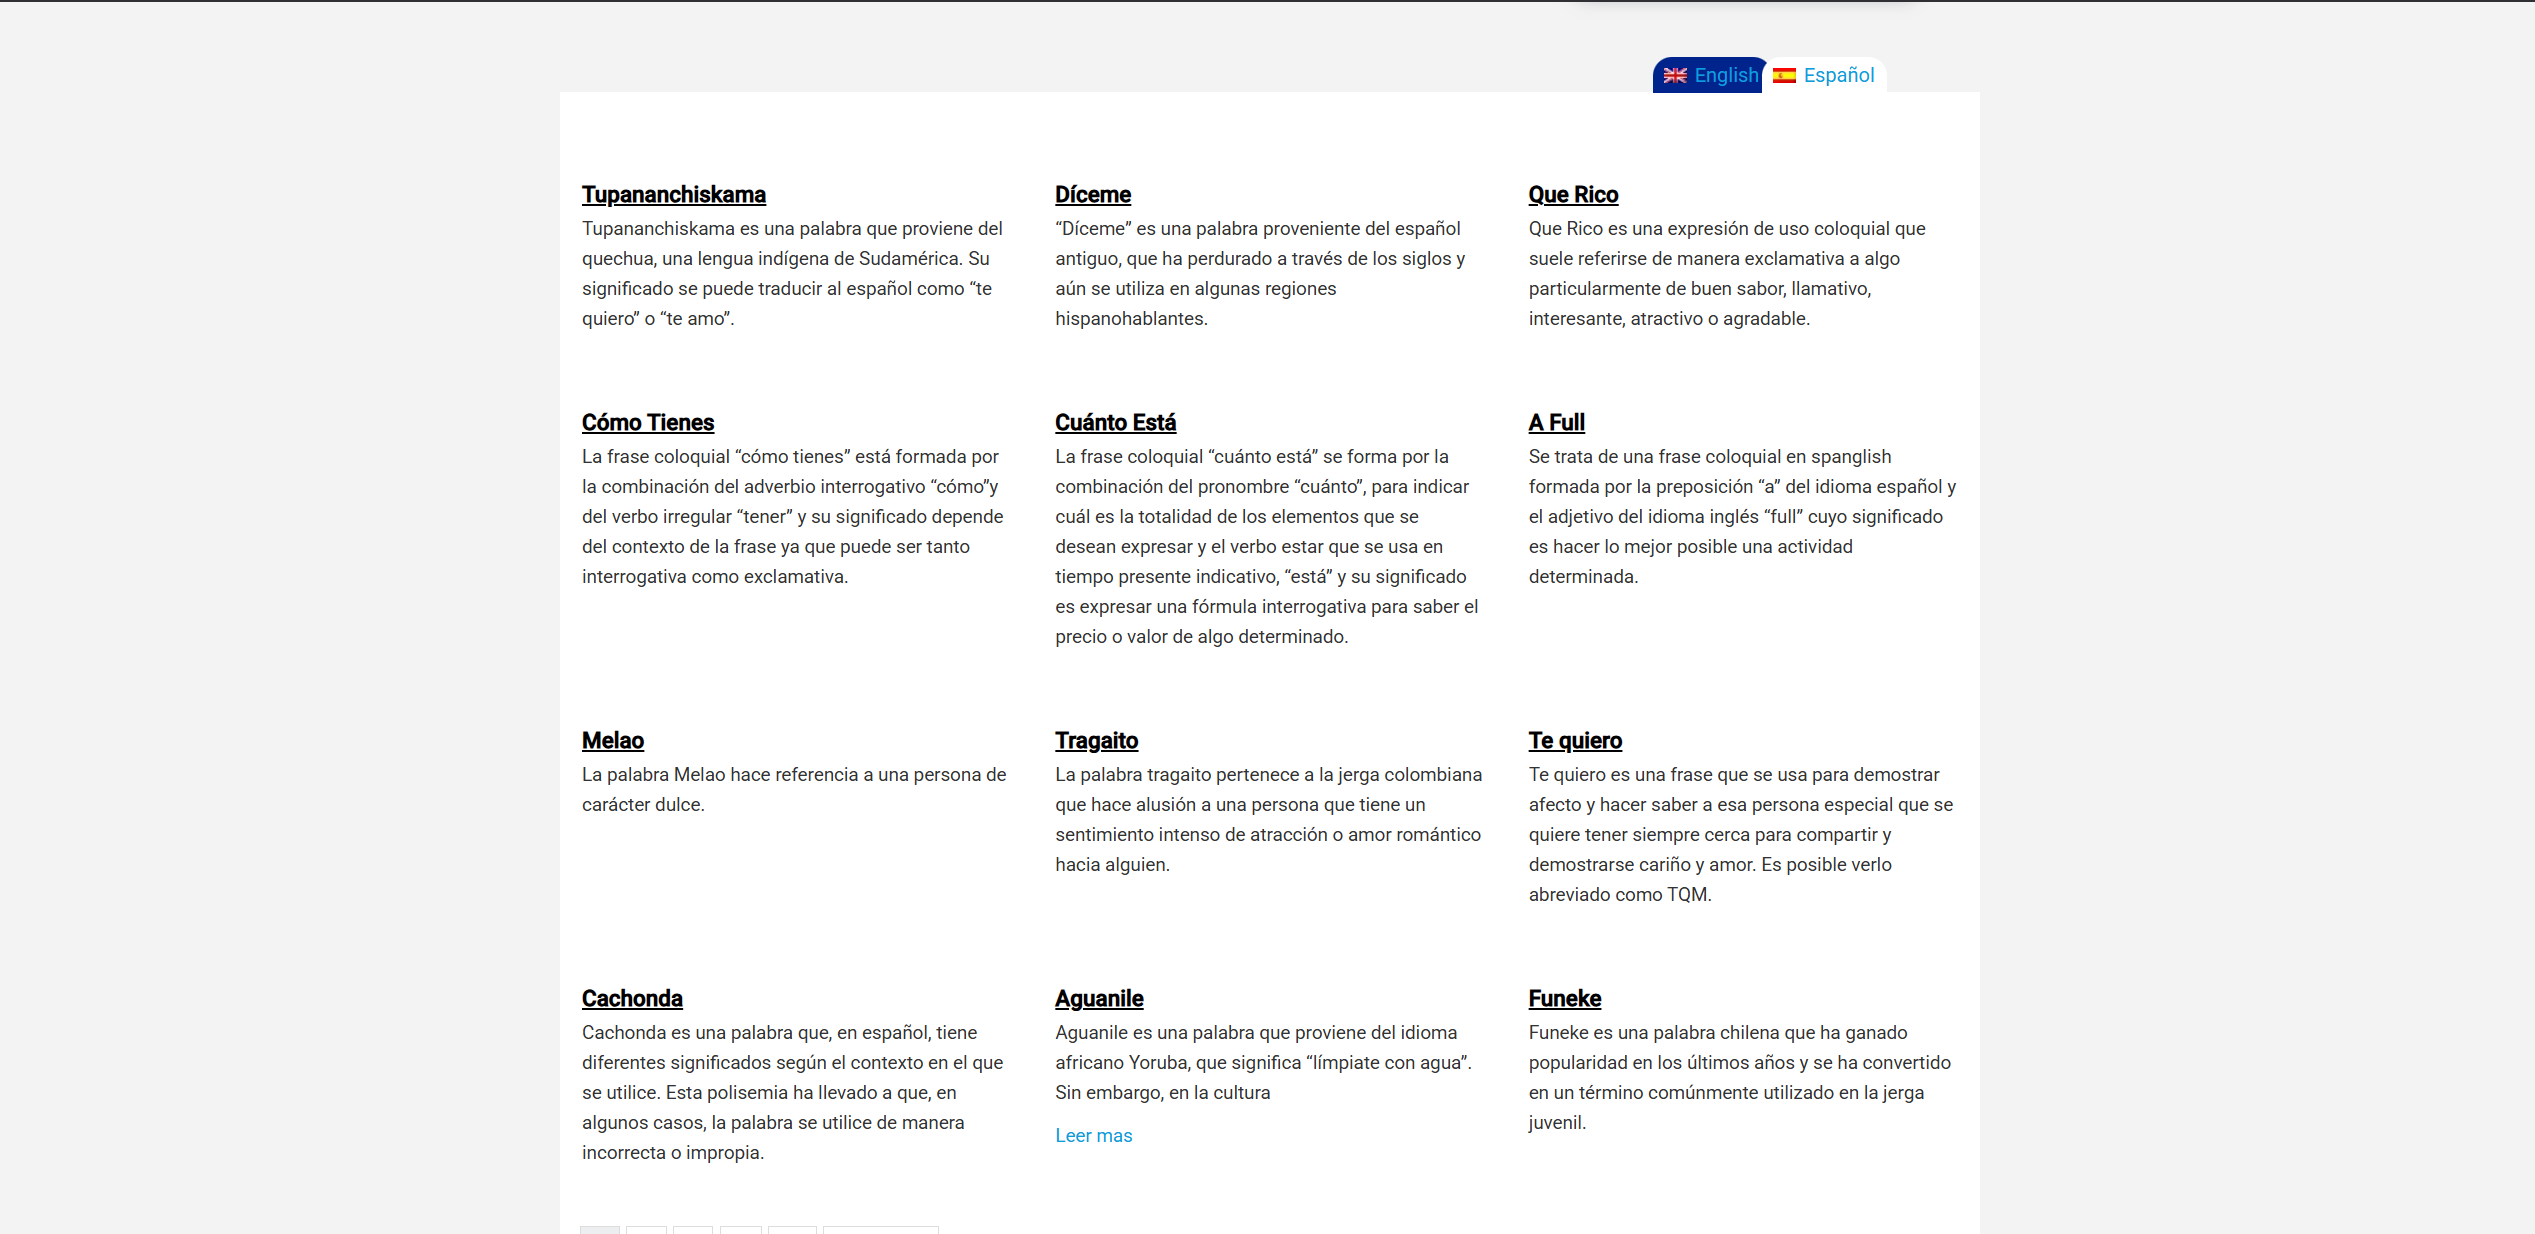 English
Español
Tupananchiskama
Tupananchiskama es una palabra que proviene del
quechua, una lengua indígena de Sudamérica. Su
significado se puede traducir al español como “te
quiero” o “te amo”.
Díceme
“Díceme” es una palabra proveniente del español
antiguo, que ha perdurado a través de los siglos y
aún se utiliza en algunas regiones
hispanohablantes.
Que Rico
Que Rico es una expresión de uso coloquial que
suele referirse de manera exclamativa a algo
particularmente de buen sabor, llamativo,
interesante, atractivo o agradable.
Cómo Tienes
La frase coloquial “cómo tienes” está formada por
la combinación del adverbio interrogativo “cómo”y
del verbo irregular “tener” y su significado depende
del contexto de la frase ya que puede ser tanto
interrogativa como exclamativa.
Cuánto Está
La frase coloquial “cuánto está” se forma por la
combinación del pronombre “cuánto”, para indicar
cuál es la totalidad de los elementos que se
desean expresar y el verbo estar que se usa en
tiempo presente indicativo, “está” y su significado
es expresar una fórmula interrogativa para saber el
precio o valor de algo determinado.
A Full
Se trata de una frase coloquial en spanglish
formada por la preposición “a” del idioma español y
el adjetivo del idioma inglés “full” cuyo significado
es hacer lo mejor posible una actividad
determinada.
Melao
La palabra Melao hace referencia a una persona de
carácter dulce.
Tragaito
La palabra tragaito pertenece a la jerga colombiana
que hace alusión a una persona que tiene un
sentimiento intenso de atracción o amor romántico
hacia alguien.
Te quiero
Te quiero es una frase que se usa para demostrar
afecto y hacer saber a esa persona especial que se
quiere tener siempre cerca para compartir y
demostrarse cariño y amor. Es posible verlo
abreviado como TQM.
Cachonda
Cachonda es una palabra que, en español, tiene
diferentes significados según el contexto en el que
se utilice. Esta polisemia ha llevado a que, en
algunos casos, la palabra se utilice de manera
incorrecta o impropia.
Aguanile
Aguanile es una palabra que proviene del idioma
africano Yoruba, que significa “límpiate con agua”.
Sin embargo, en la cultura
Leer mas
Funeke
Funeke es una palabra chilena que ha ganado
popularidad en los últimos años y se ha convertido
en un término comúnmente utilizado en la jerga
juvenil.